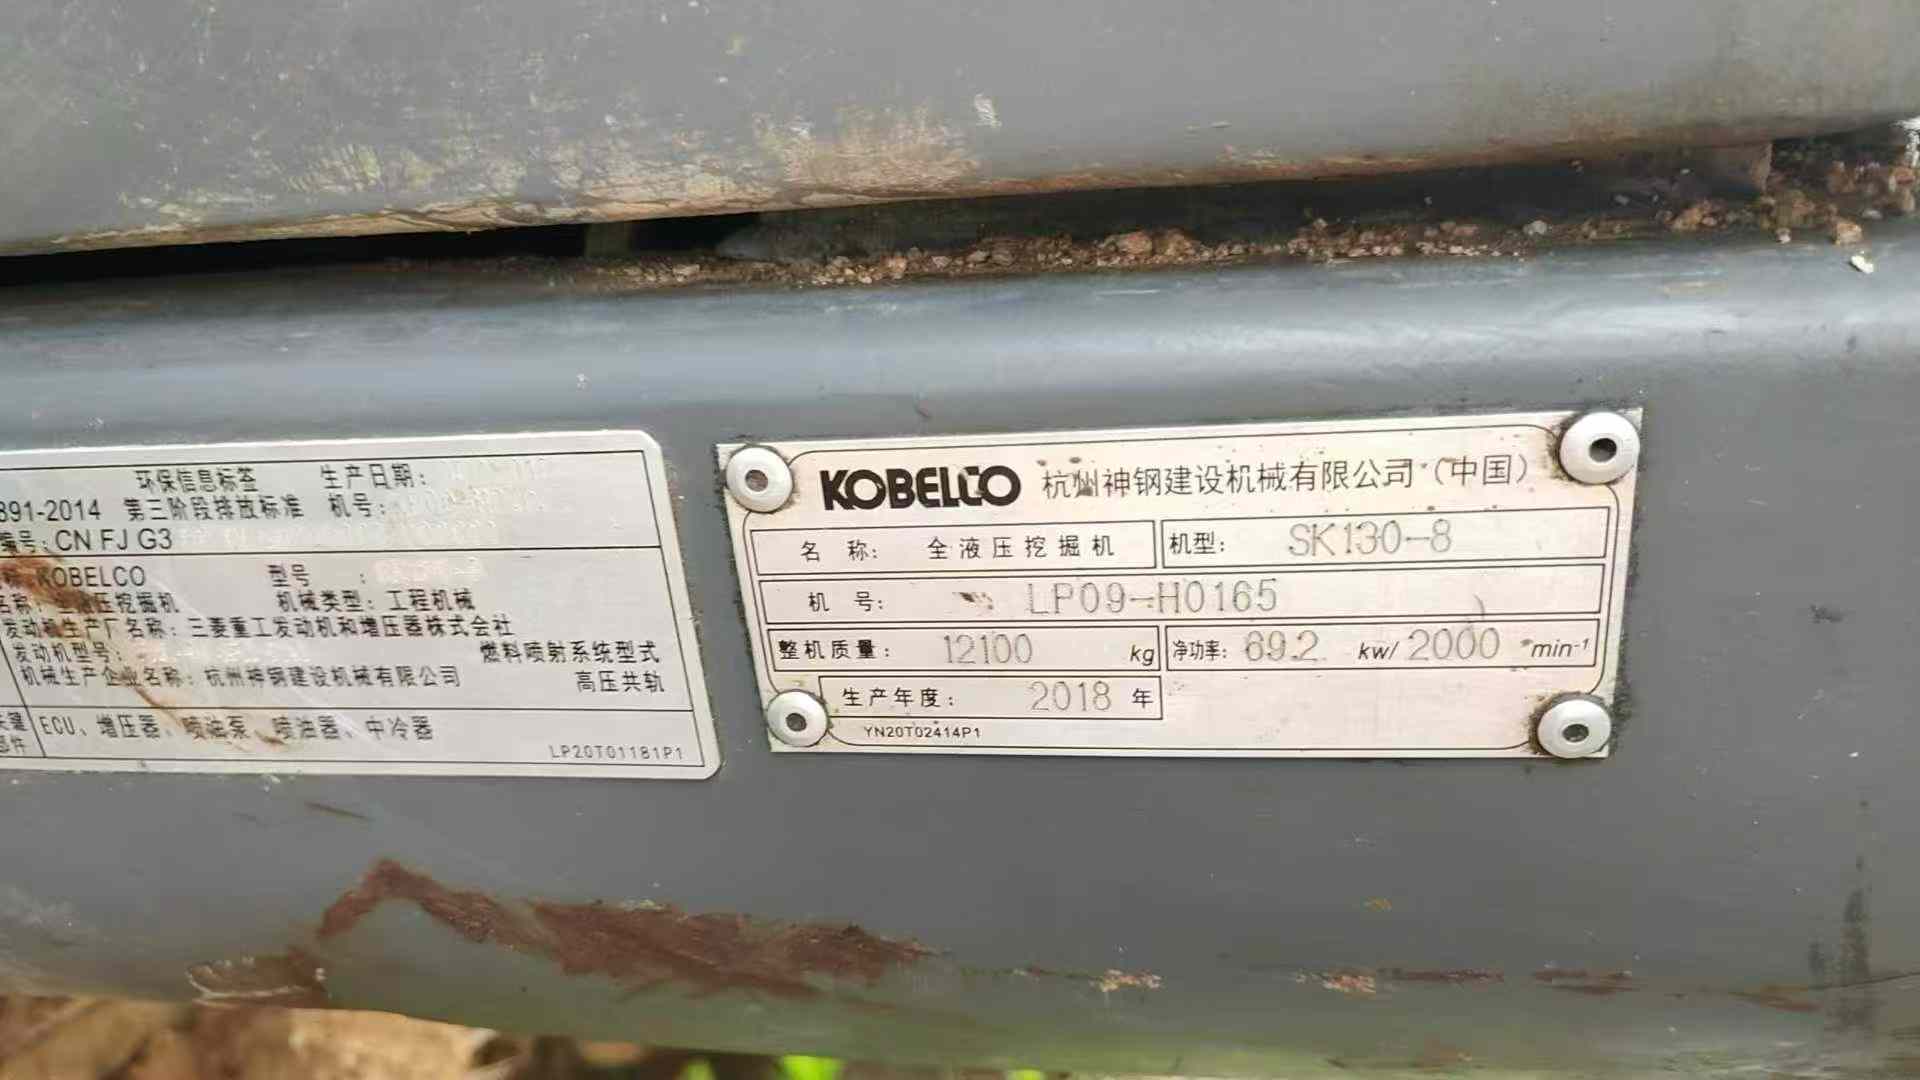 环保信息标签 生产日期:
891-2014 第三阶段排放标准 机号:
编号: CN FJ G3
KOBELCO 型号 :
名称: 全液压挖掘机 机械类型: 工程机械
发动机生产厂名称: 三菱重工发动机和增压器株式会社
发动机型号: 燃料喷射系统型式
机械生产企业名称: 杭州神钢建设机械有限公司 高压共轨
关键部件 ECU、增压器、喷油泵、喷油器、中冷器
LP20T01181P1
KOBELCO 杭州神钢建设机械有限公司 (中国)
名 称: 全液压挖掘机 机型: SK130-8
机 号: LP09-H0165
整机质量: 12100 kg 净功率: 69.2 kw/ 2000 min-1
生产年度: 2018 年
YN20T02414P1